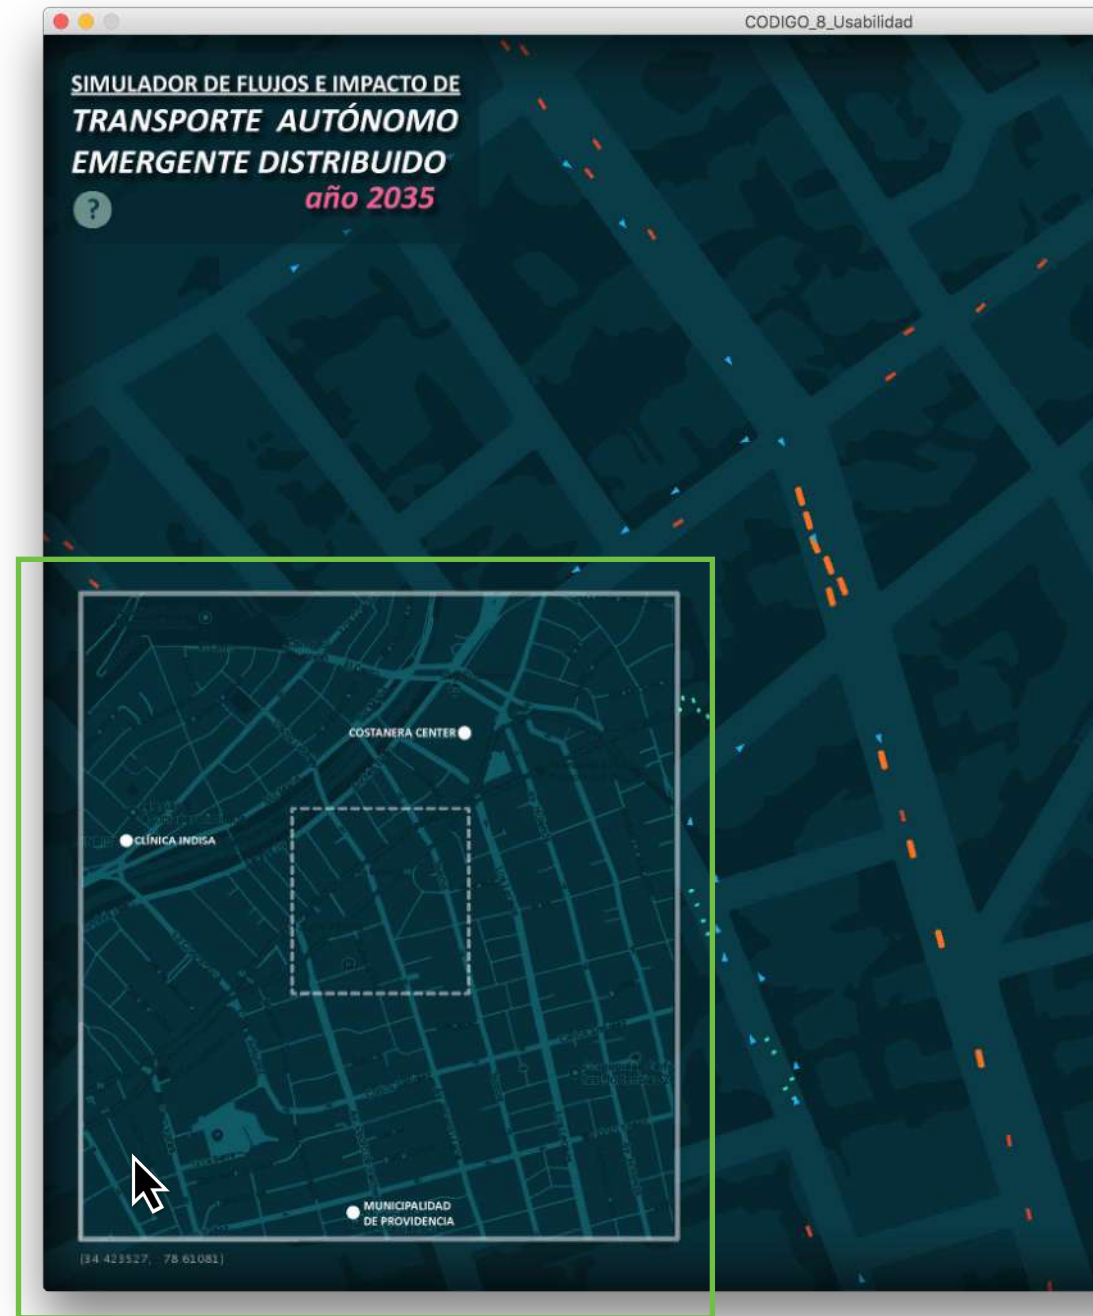 CODIGO_8_Usabilidad
SIMULADOR DE FLUJOS E IMPACTO DE
TRANSPORTE AUTÓNOMO
EMERGENTE DISTRIBUIDO
año 2035
?
COSTANERA CENTER
CLÍNICA INDISA
MUNICIPALIDAD
DE PROVIDENCIA
(34.423527, 78.61081)